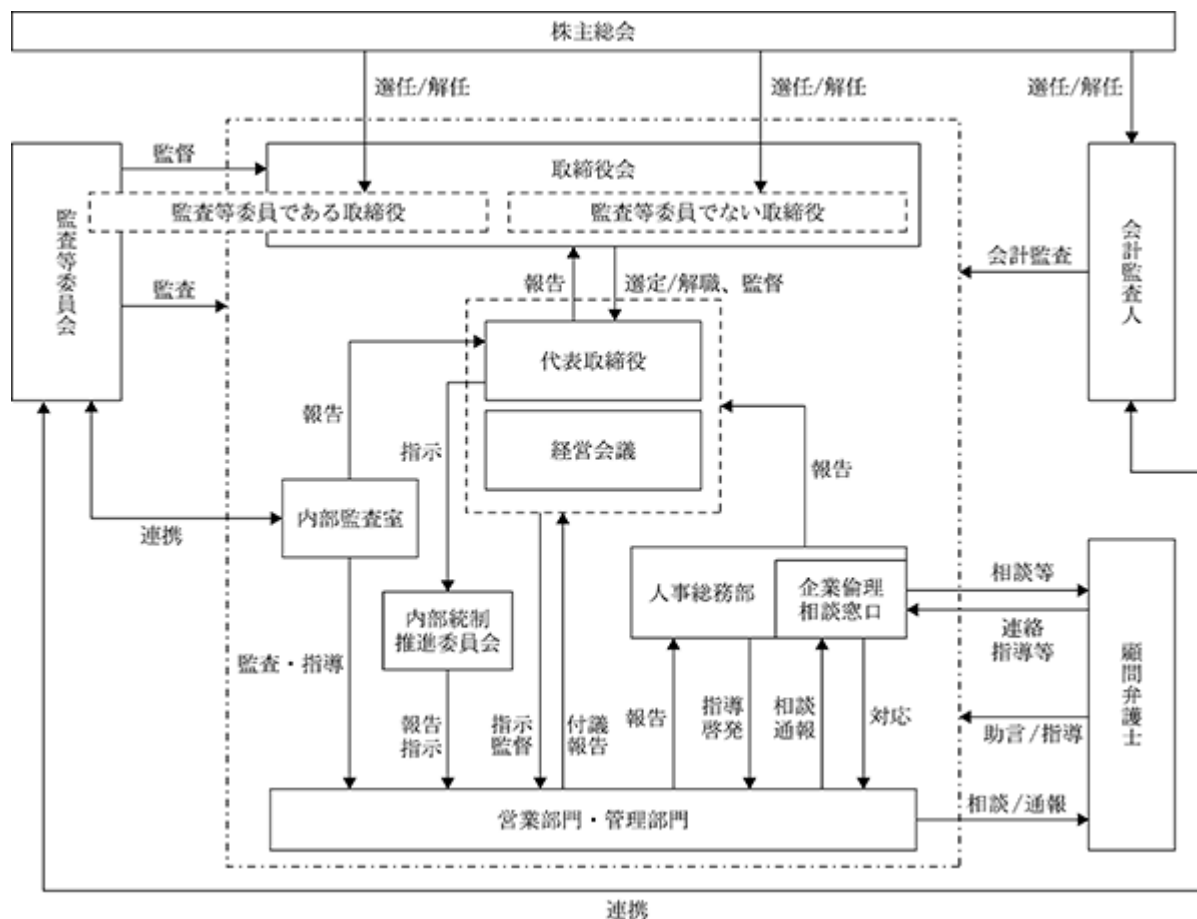 株主総会
選任/解任
選任/解任
選任/解任
監督
取締役会
監査等委員である取締役
監査等委員でない取締役
監査等委員会
会計監査人
監査
報告
選定/解職、監督
会計監査
代表取締役
報告
指示
経営会議
報告
内部監査室
連携
人事総務部
企業倫理
相談窓口
相談等
内部統制
推進委員会
連絡
指導等
監査・指導
顧問弁護士
報告
指示
指示
監督
付議
報告
報告
指導
啓発
相談
通報
対応
助言/指導
営業部門・管理部門
相談/通報
連携